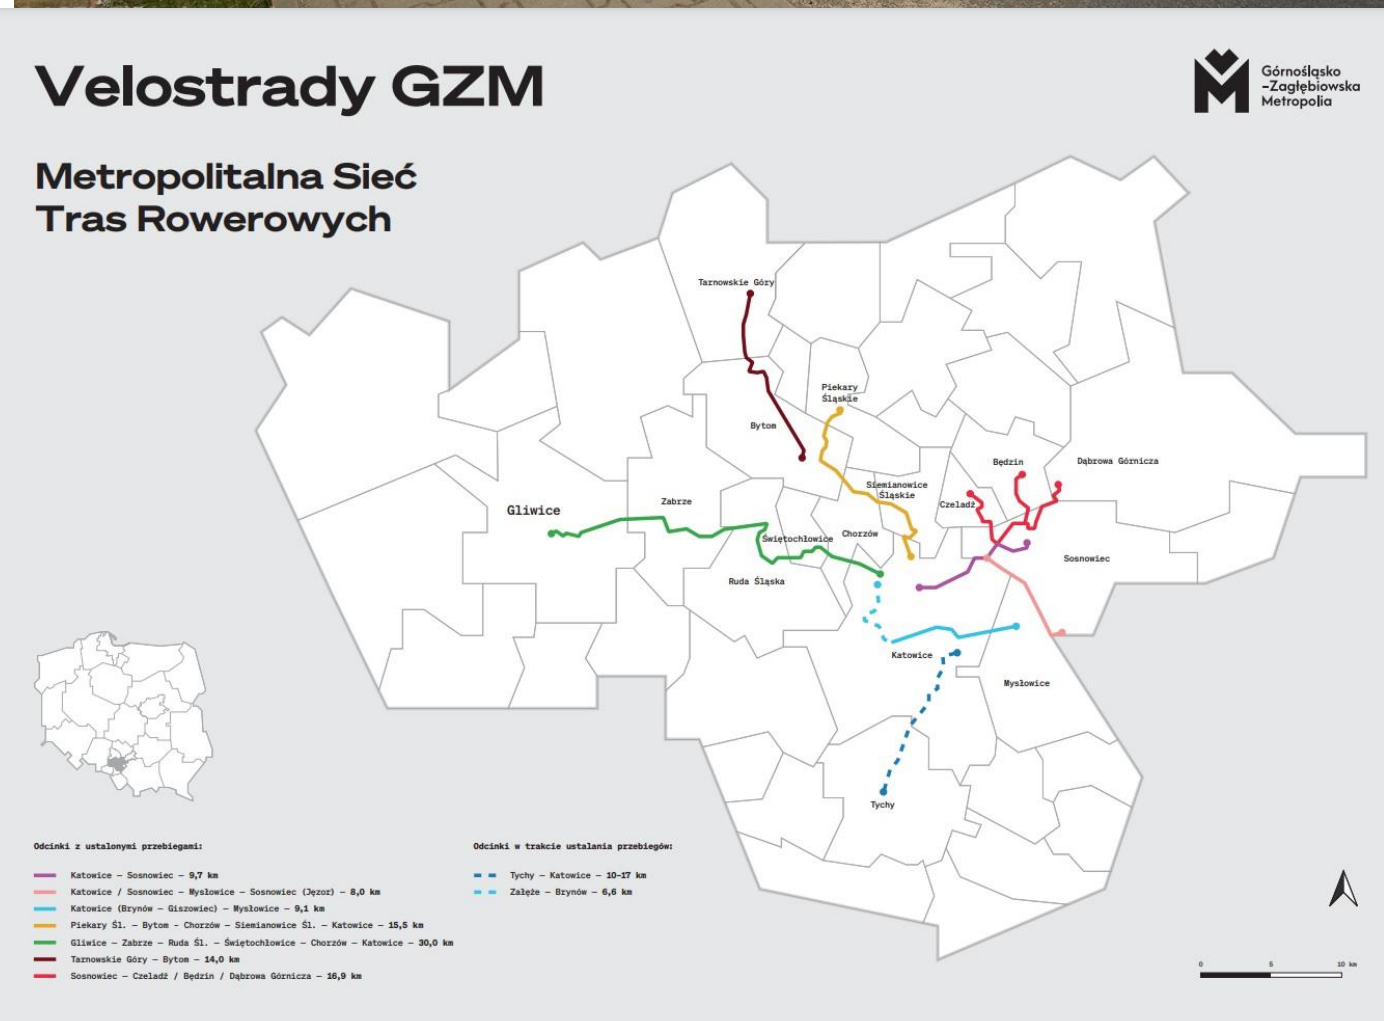 Velostrady GZM
Górnośląsko
-Zagłębiowska
Metropolia
Metropolitalna Sieć
Tras Rowerowych
Tarnowskie Góry
Piekary
Śląskie
Bytom
Będzin
Dąbrowa Górnicza
Siemianowice
Śląskie
Czeladź
Zabrze
Gliwice
Świętochłowice
Chorzów
Sosnowiec
Ruda Śląska
Katowice
Mysłowice
Tychy
Odcinki z ustalonymi przebiegami:
Katowice – Sosnowiec – 9,7 km
Katowice / Sosnowiec – Mysłowice – Sosnowiec (Jęzor) – 8,0 km
Katowice (Brynów – Giszowiec) – Mysłowice – 9,1 km
Piekary Śl. – Bytom - Chorzów – Siemianowice Śl. – Katowice – 15,5 km
Gliwice – Zabrze – Ruda Śl. – Świętochłowice – Chorzów – Katowice – 30,0 km
Tarnowskie Góry – Bytom – 14,0 km
Sosnowiec – Czeladź / Będzin / Dąbrowa Górnicza – 16,9 km
Odcinki w trakcie ustalania przebiegów:
Tychy – Katowice – 10–17 km
Załęże – Brynów – 6,6 km
0 5 10 km